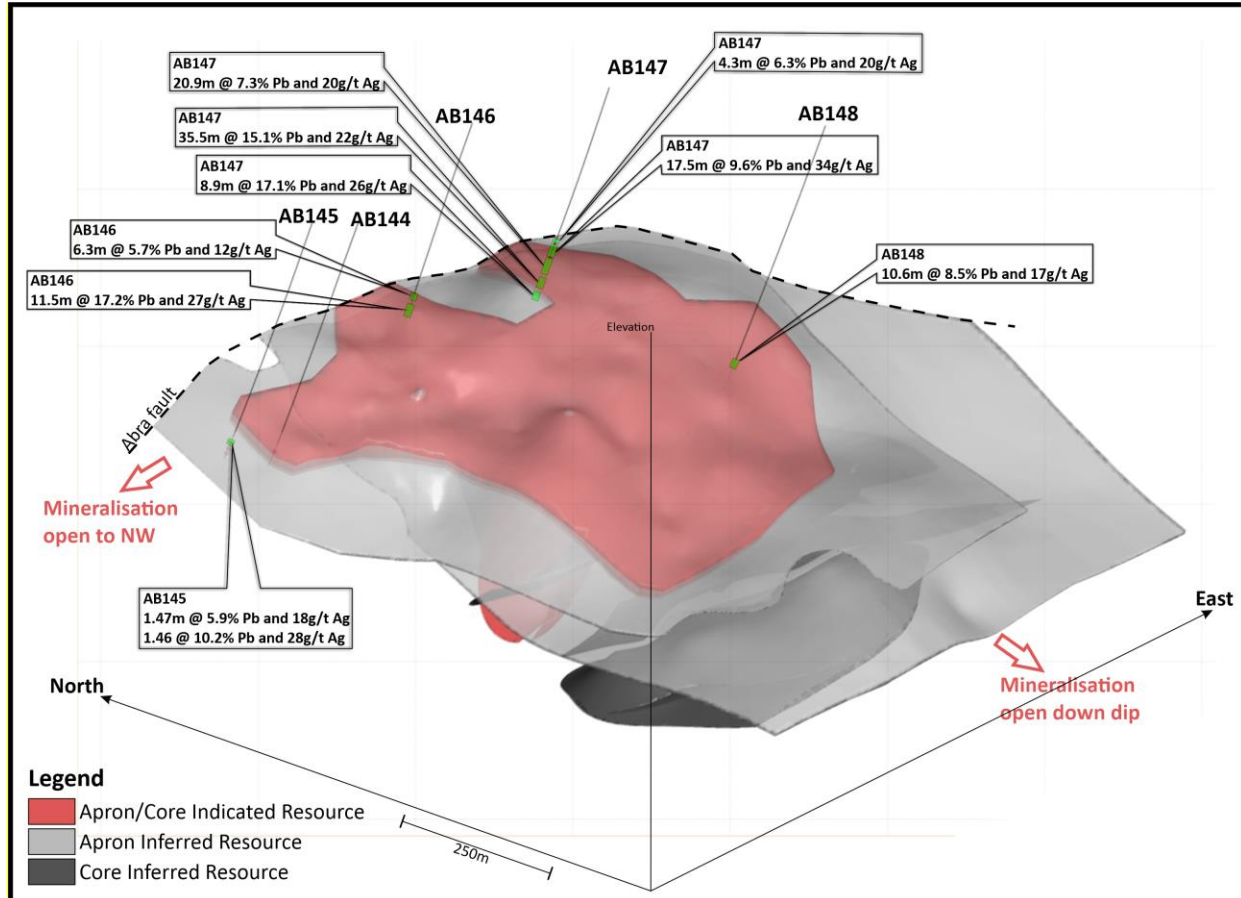 AB147
20.9m @ 7.3% Pb and 20g/t Ag
AB147
4.3m @ 6.3% Pb and 20g/t Ag
AB147
AB146
AB148
AB147
35.5m @ 15.1% Pb and 22g/t Ag
AB147
17.5m @ 9.6% Pb and 34g/t Ag
AB147
8.9m @ 17.1% Pb and 26g/t Ag
AB145
AB144
AB146
6.3m @ 5.7% Pb and 12g/t Ag
AB146
11.5m @ 17.2% Pb and 27g/t Ag
AB148
10.6m @ 8.5% Pb and 17g/t Ag
Elevation
Abra fault
Mineralisation
open to NW
AB145
1.47m @ 5.9% Pb and 18g/t Ag
1.46 @ 10.2% Pb and 28g/t Ag
East
North
Mineralisation
open down dip
Legend
Apron/Core Indicated Resource
Apron Inferred Resource
Core Inferred Resource
250m